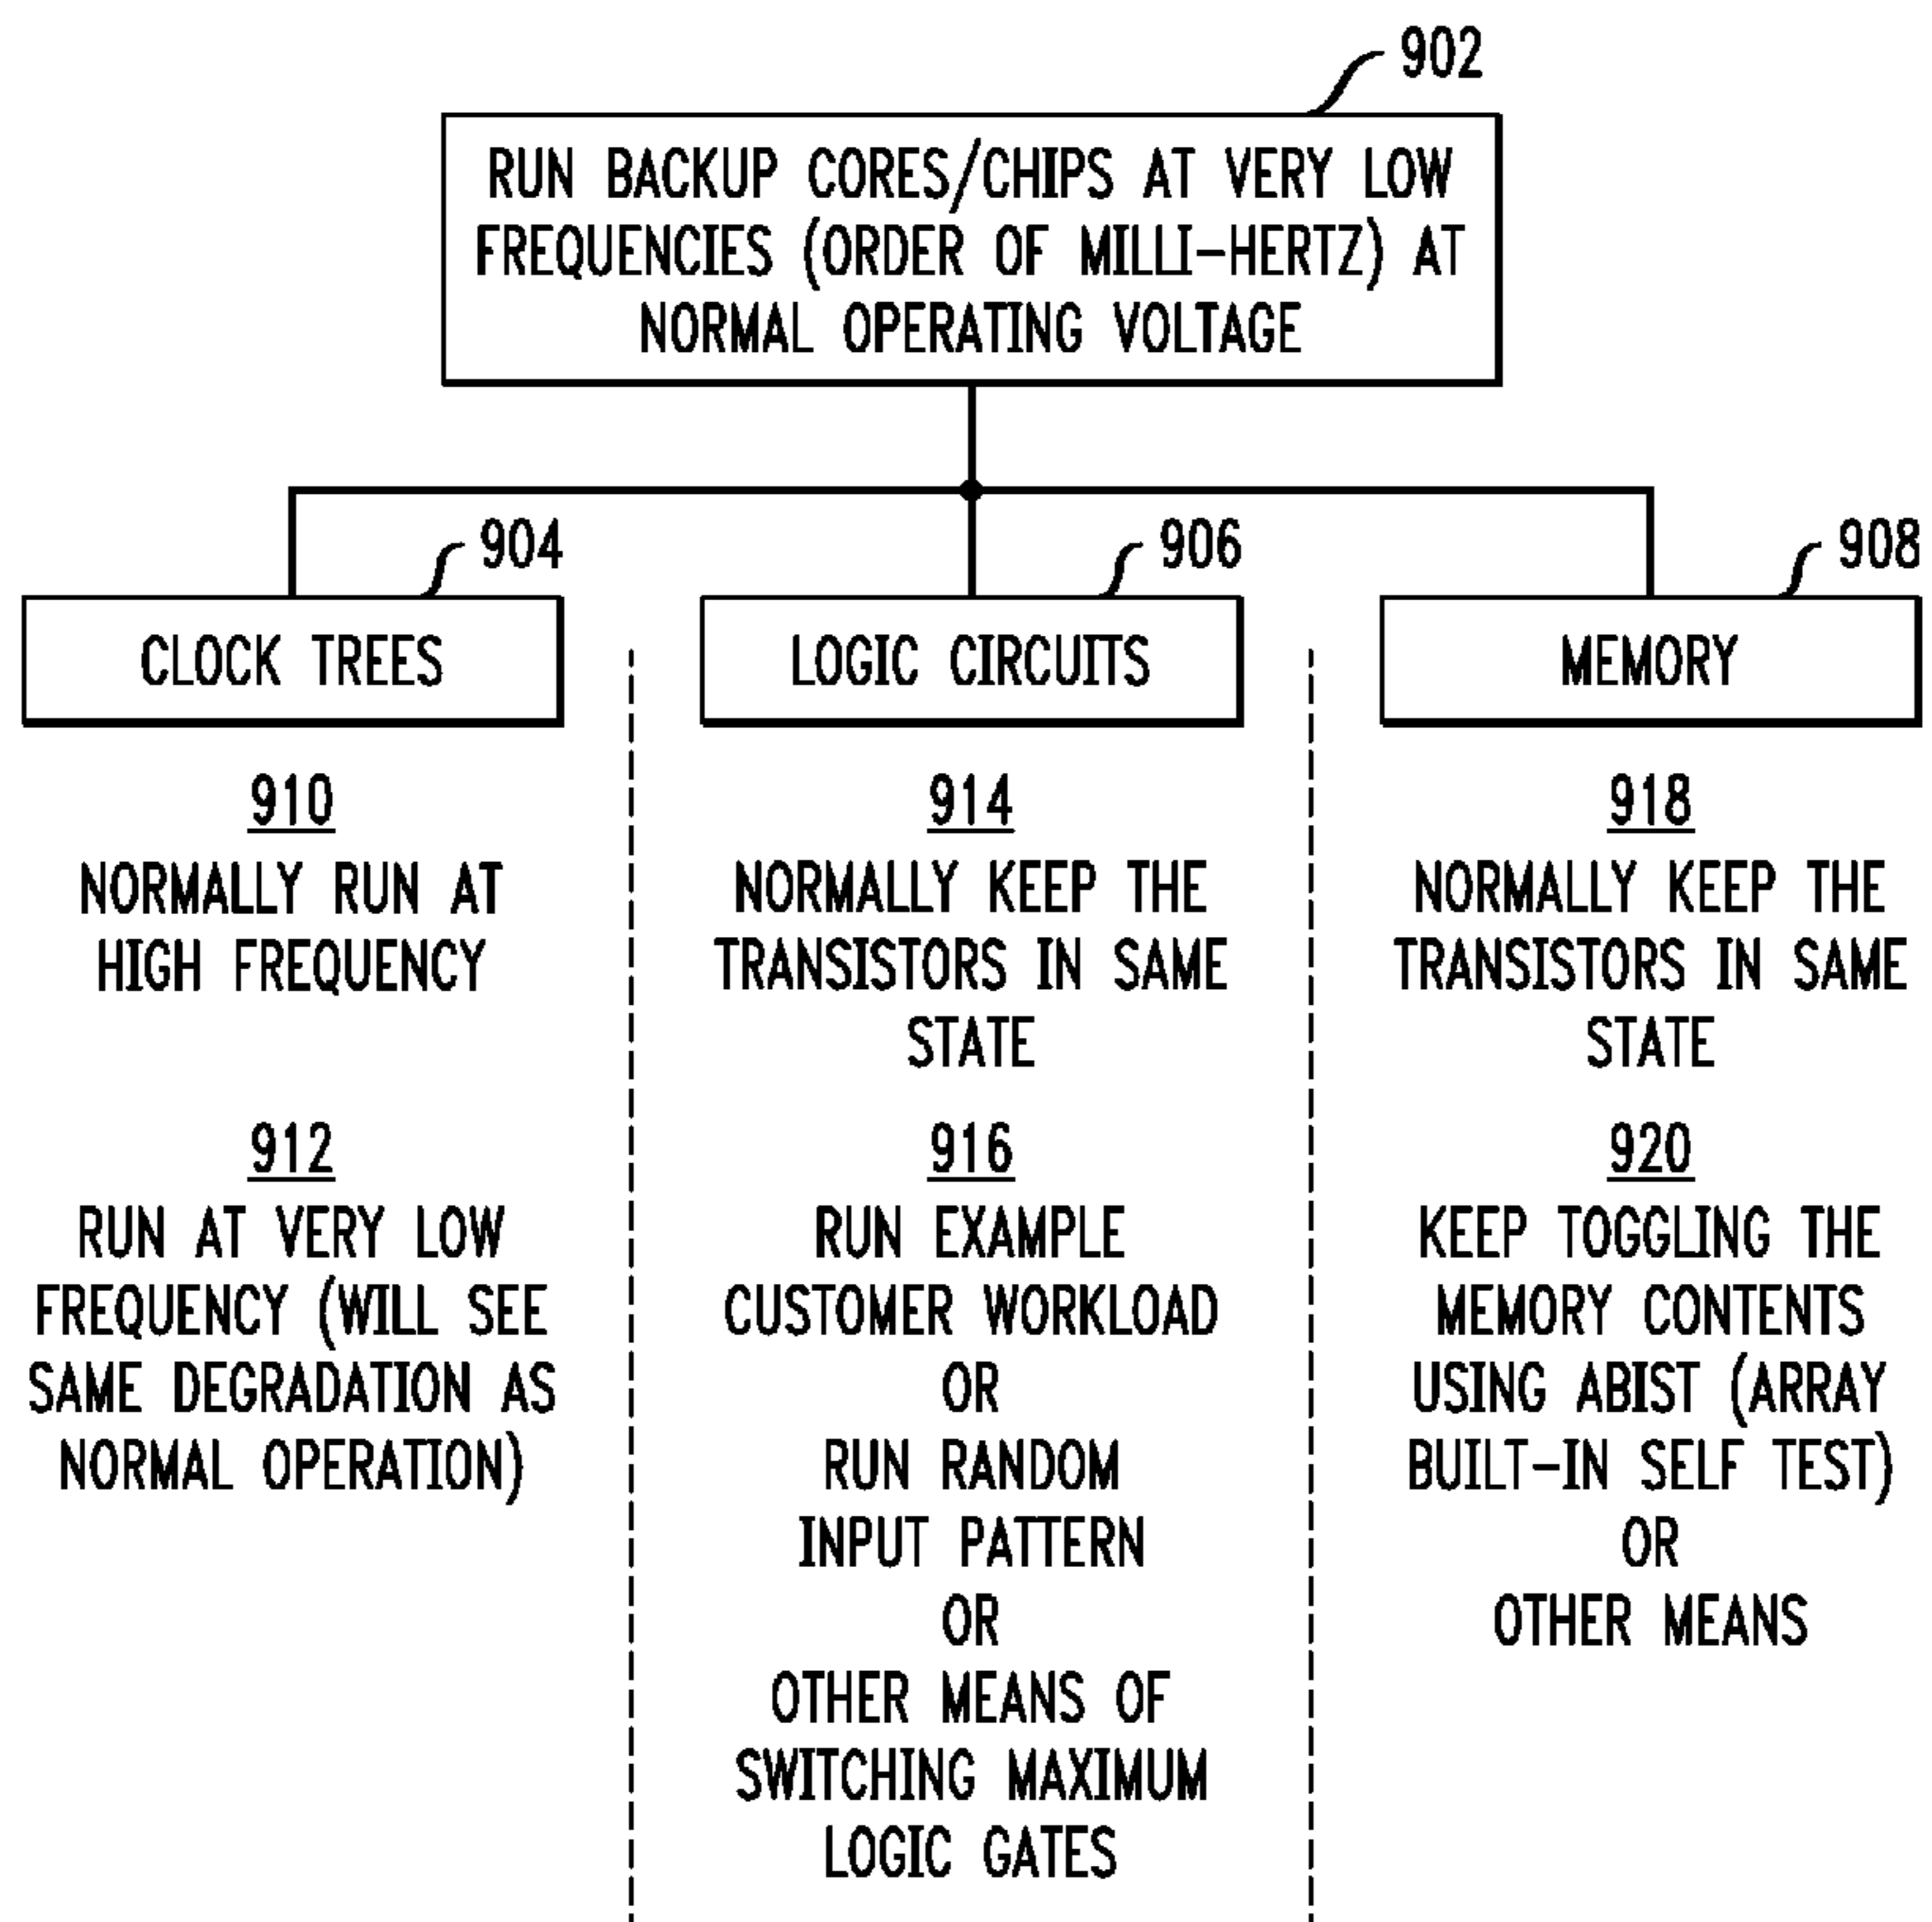 902
RUN BACKUP CORES/CHIPS AT VERY LOW
FREQUENCIES (ORDER OF MILLI-HERTZ) AT
NORMAL OPERATING VOLTAGE
904
CLOCK TREES
910
NORMALLY RUN AT
HIGH FREQUENCY
912
RUN AT VERY LOW
FREQUENCY (WILL SEE
SAME DEGRADATION AS
NORMAL OPERATION)
906
LOGIC CIRCUITS
914
NORMALLY KEEP THE
TRANSISTORS IN SAME
STATE
916
RUN EXAMPLE
CUSTOMER WORKLOAD
OR
RUN RANDOM
INPUT PATTERN
OR
OTHER MEANS OF
SWITCHING MAXIMUM
LOGIC GATES
908
MEMORY
918
NORMALLY KEEP THE
TRANSISTORS IN SAME
STATE
920
KEEP TOGGLING THE
MEMORY CONTENTS
USING ABIST (ARRAY
BUILT-IN SELF TEST)
OR
OTHER MEANS